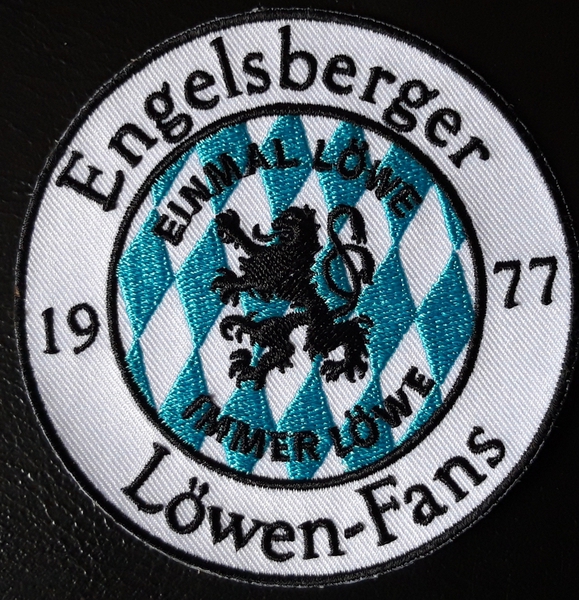 Engelsberger
EINMAL LÖWE
19 77
IMMER LÖWE
Löwen-Fans